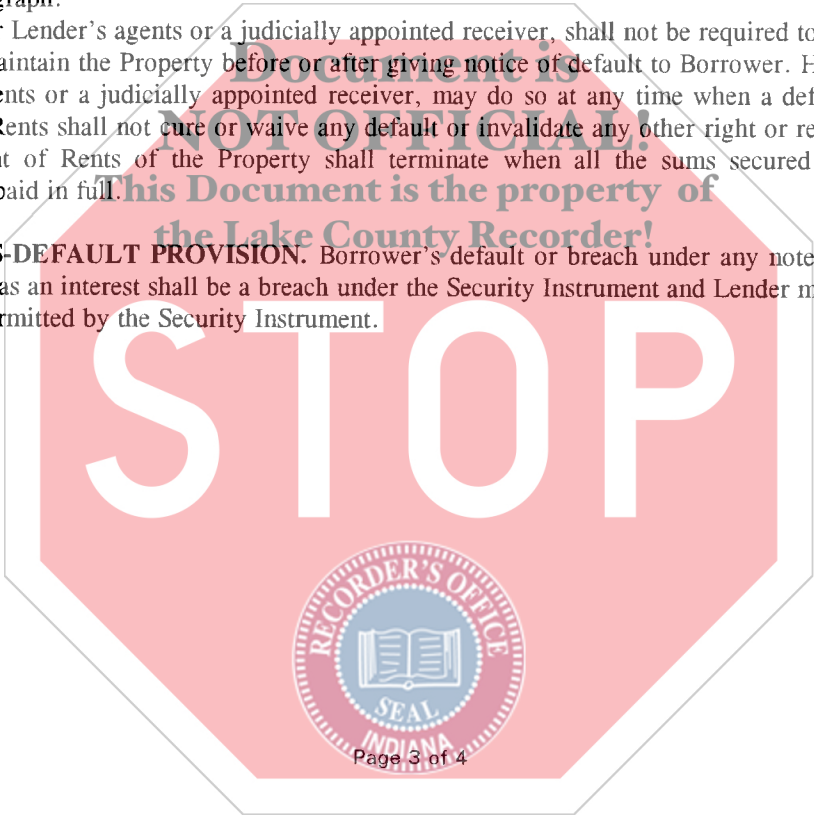 graph.
r Lender's agents or a judicially appointed receiver, shall not be required to
aintain the Property before or after giving notice of default to Borrower. H
ents or a judicially appointed receiver, may do so at any time when a def
Rents shall not cure or waive any default or invalidate any other right or re
t of Rents of the Property shall terminate when all the sums secured
paid in full.
S-DEFAULT PROVISION. Borrower's default or breach under any note
as an interest shall be a breach under the Security Instrument and Lender m
rmitted by the Security Instrument.
Document is
NOT OFFICIAL!
This Document is the property of
the Lake County Recorder!
STOP
RECORDER'S OFFICE
SEAL
INDIANA
Page 3 of 4